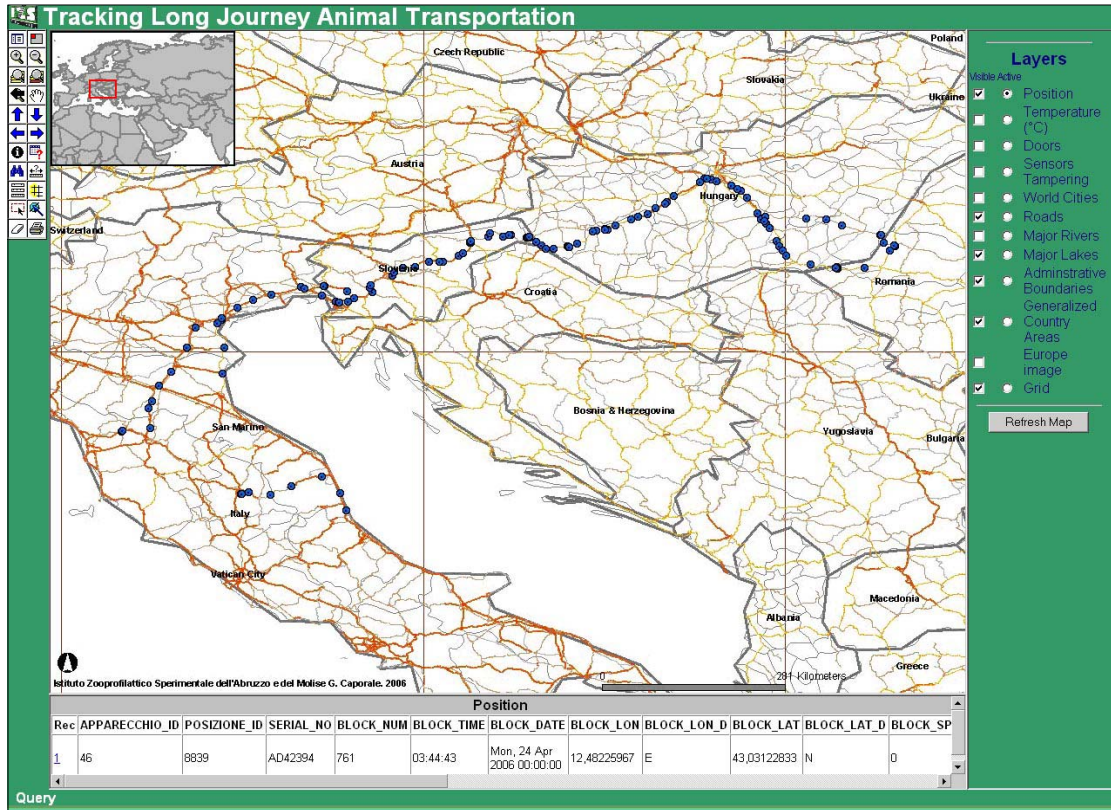 Tracking Long Journey Animal Transportation
Czech Republic
Poland
Slovakia
Ukraine
Austria
Hungary
Switzerland
Slovenia
Romania
Croatia
Bosnia & Herzegovina
San Marino
Yugoslavia
Bulgaria
Italy
Vatican City
Macedonia
Albania
Greece
0
281 Kilometers
Istituto Zooprofilattico Sperimentale dell'Abruzzo e del Molise G. Caporale. 2006
Layers
Visible Active
Position
Temperature
(°C)
Doors
Sensors
Tampering
World Cities
Roads
Major Rivers
Major Lakes
Adminstrative
Boundaries
Generalized
Country
Areas
Europe
image
Grid
Refresh Map
Position
Rec APPARECCHIO_ID POSIZIONE_ID SERIAL_NO BLOCK_NUM BLOCK_TIME BLOCK_DATE BLOCK_LON BLOCK_LON_D BLOCK_LAT BLOCK_LAT_D BLOCK_SP
1 46 8839 AD42394 761 03:44:43 Mon, 24 Apr 2006 00:00:00 12,48225967 E 43,03122833 N 0
Query